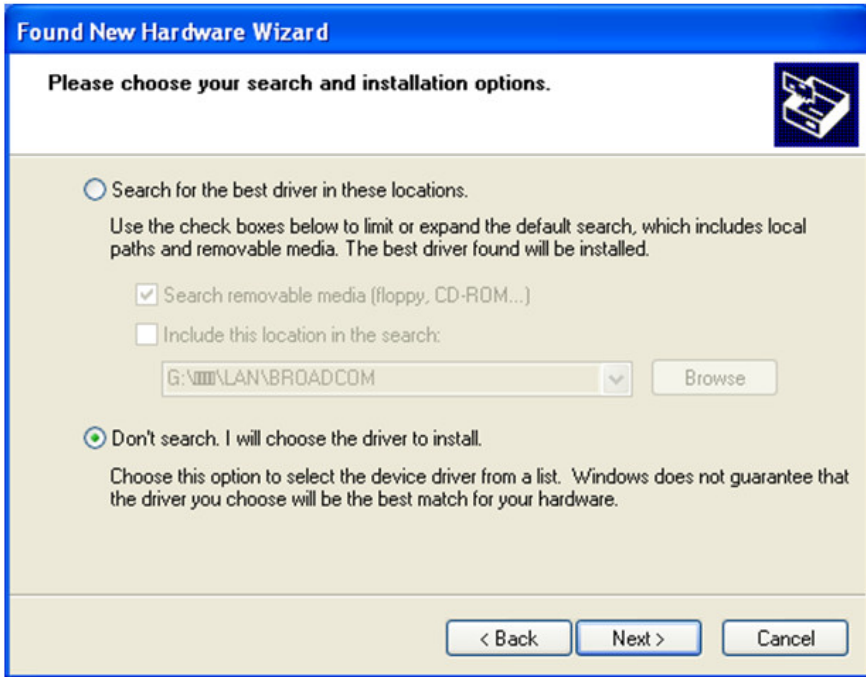 Found New Hardware Wizard
Please choose your search and installation options.
Search for the best driver in these locations.
Use the check boxes below to limit or expand the default search, which includes local
paths and removable media. The best driver found will be installed.
Search removable media (floppy, CD-ROM...)
Include this location in the search:
\LAN\BROADCOM
Browse
Don't search. I will choose the driver to install.
Choose this option to select the device driver from a list.  Windows does not guarantee that
the driver you choose will be the best match for your hardware.
< Back
Next >
Cancel